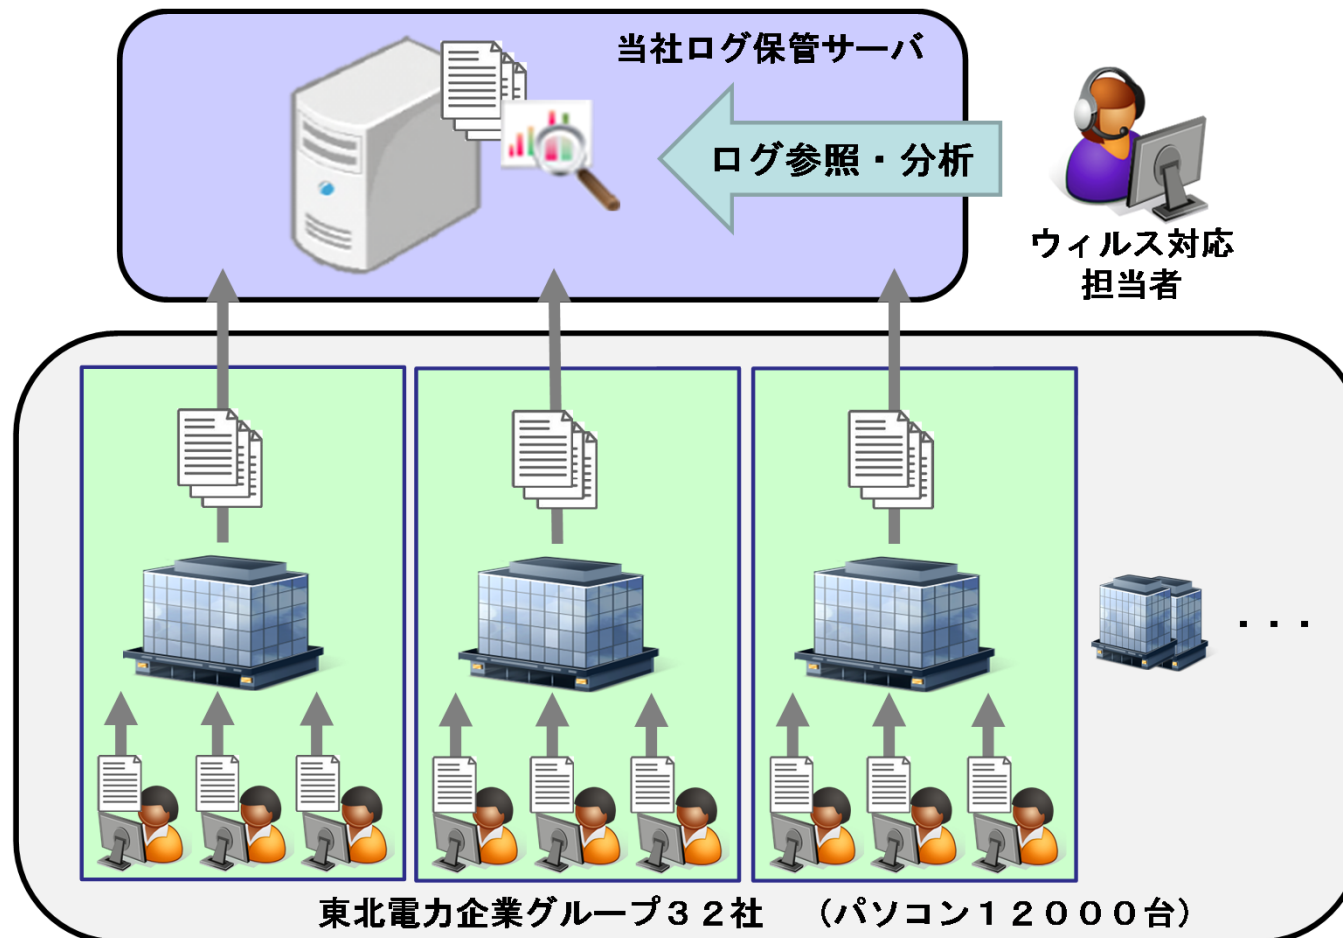 当社ログ保管サーバ
ログ参照・分析
ウィルス対応
担当者
・・・
東北電力企業グループ３２社　（パソコン１２０００台）